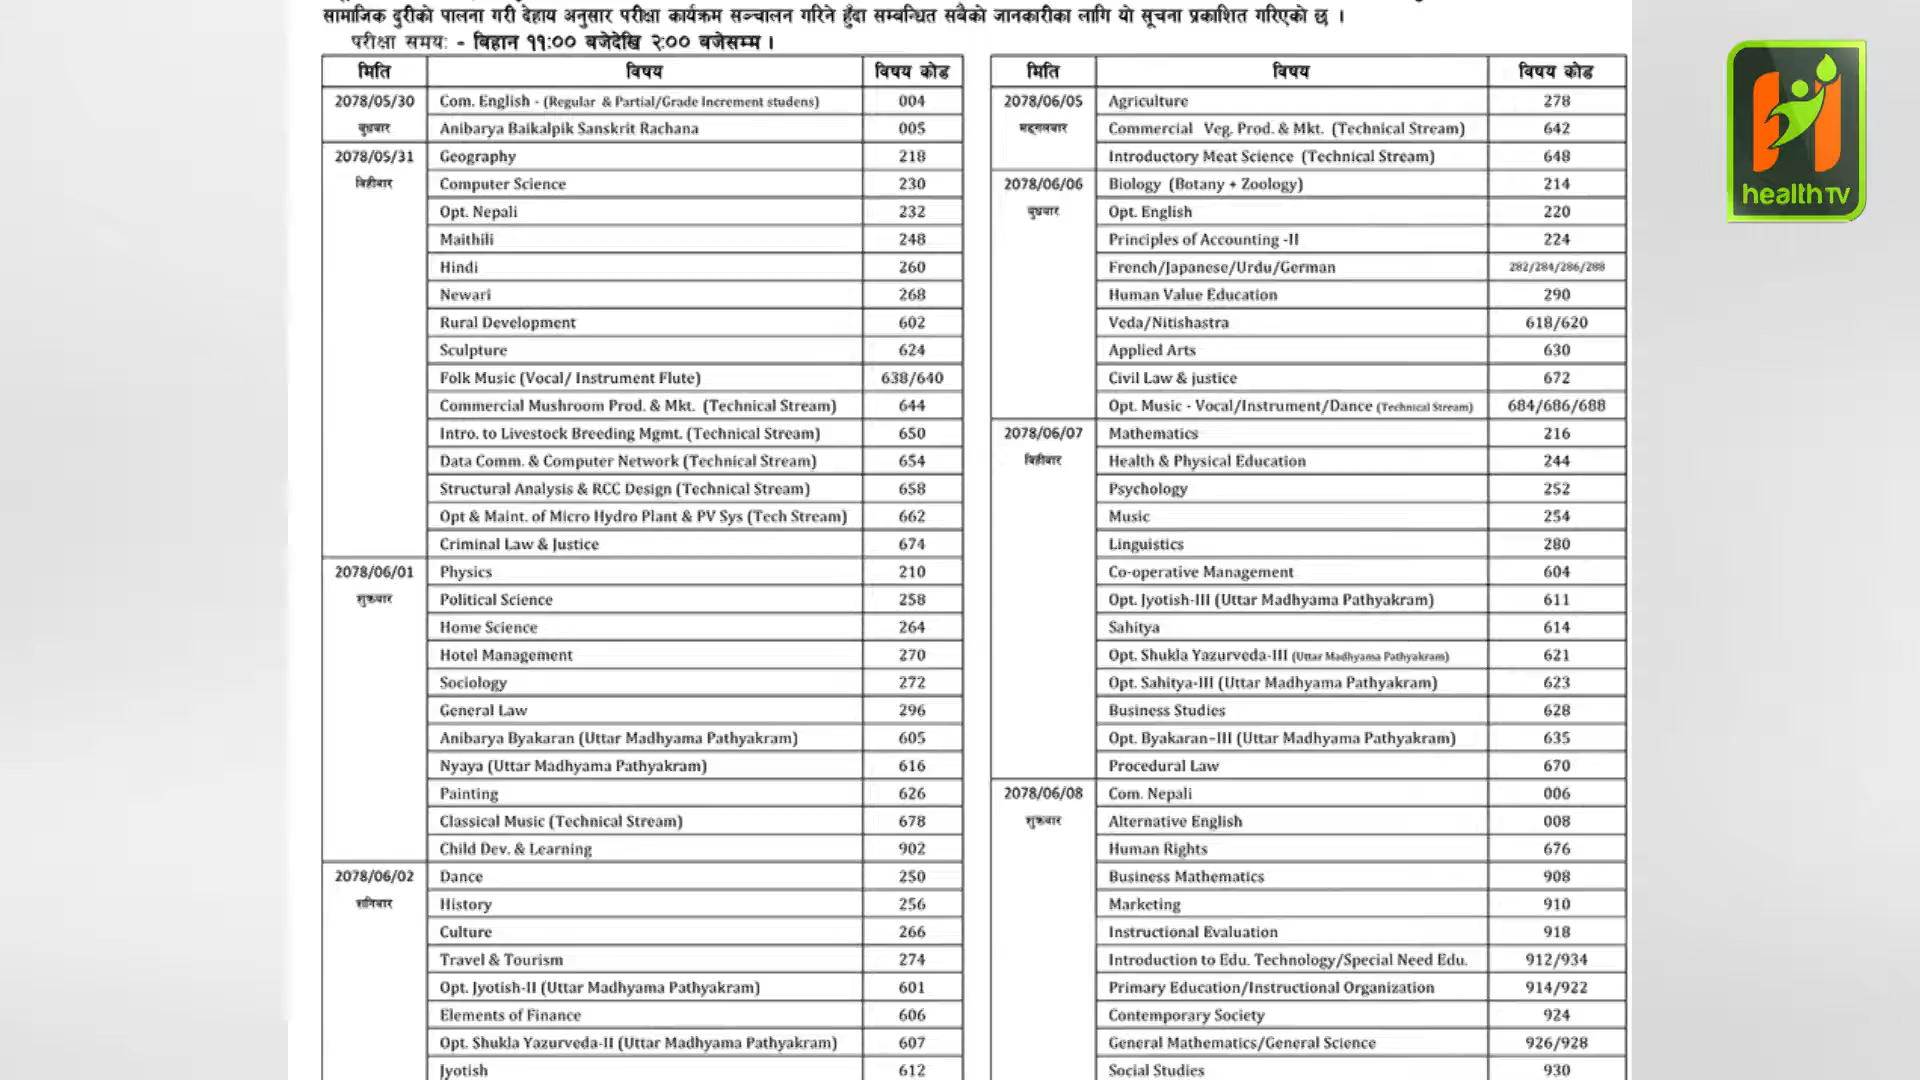 सामाजिक दुरीको पालना गरी देहाय अनुसार परीक्षा कार्यक्रम सञ्चालन गरिने हुँदा सम्बन्धित सबैको जानकारीका लागि यो सूचना प्रकाशित गरिएको छ ।
परीक्षा समयः - बिहान ११:०० बजेदेखि २:०० बजेसम्म ।
मिति विषय विषय कोड
2078/05/30 Com. English - (Regular & Partial/Grade Increment studens) 004
बुधबार Anibarya Baikalpik Sanskrit Rachana 005
2078/05/31 Geography 218
बिहीबार Computer Science 230
Opt. Nepali 232
Maithili 248
Hindi 260
Newari 268
Rural Development 602
Sculpture 624
Folk Music (Vocal/ Instrument Flute) 638/640
Commercial Mushroom Prod. & Mkt. (Technical Stream) 644
Intro. to Livestock Breeding Mgmt. (Technical Stream) 650
Data Comm. & Computer Network (Technical Stream) 654
Structural Analysis & RCC Design (Technical Stream) 658
Opt & Maint. of Micro Hydro Plant & PV Sys (Tech Stream) 662
Criminal Law & Justice 674
2078/06/01 Physics 210
शुक्रबार Political Science 258
Home Science 264
Hotel Management 270
Sociology 272
General Law 296
Anibarya Byakaran (Uttar Madhyama Pathyakram) 605
Nyaya (Uttar Madhyama Pathyakram) 616
Painting 626
Classical Music (Technical Stream) 678
Child Dev. & Learning 902
2078/06/02 Dance 250
शनिबार History 256
Culture 266
Travel & Tourism 274
Opt. Jyotish-II (Uttar Madhyama Pathyakram) 601
Elements of Finance 606
Opt. Shukla Yazurveda-II (Uttar Madhyama Pathyakram) 607
Jyotish 612
मिति विषय विषय कोड
2078/06/05 Agriculture 278
मङ्गलबार Commercial Veg. Prod. & Mkt. (Technical Stream) 642
Introductory Meat Science (Technical Stream) 648
2078/06/06 Biology (Botany + Zoology) 214
बुधबार Opt. English 220
Principles of Accounting -II 224
French/Japanese/Urdu/German 282/284/286/288
Human Value Education 290
Veda/Nitishastra 618/620
Applied Arts 630
Civil Law & justice 672
Opt. Music - Vocal/Instrument/Dance (Technical Stream) 684/686/688
2078/06/07 Mathematics 216
बिहीबार Health & Physical Education 244
Psychology 252
Music 254
Linguistics 280
Co-operative Management 604
Opt. Jyotish-III (Uttar Madhyama Pathyakram) 611
Sahitya 614
Opt. Shukla Yazurveda-III (Uttar Madhyama Pathyakram) 621
Opt. Sahitya-III (Uttar Madhyama Pathyakram) 623
Business Studies 628
Opt. Byakaran-III (Uttar Madhyama Pathyakram) 635
Procedural Law 670
2078/06/08 Com. Nepali 006
शुक्रबार Alternative English 008
Human Rights 676
Business Mathematics 908
Marketing 910
Instructional Evaluation 918
Introduction to Edu. Technology/Special Need Edu. 912/934
Primary Education/Instructional Organization 914/922
Contemporary Society 924
General Mathematics/General Science 926/928
Social Studies 930
health TV